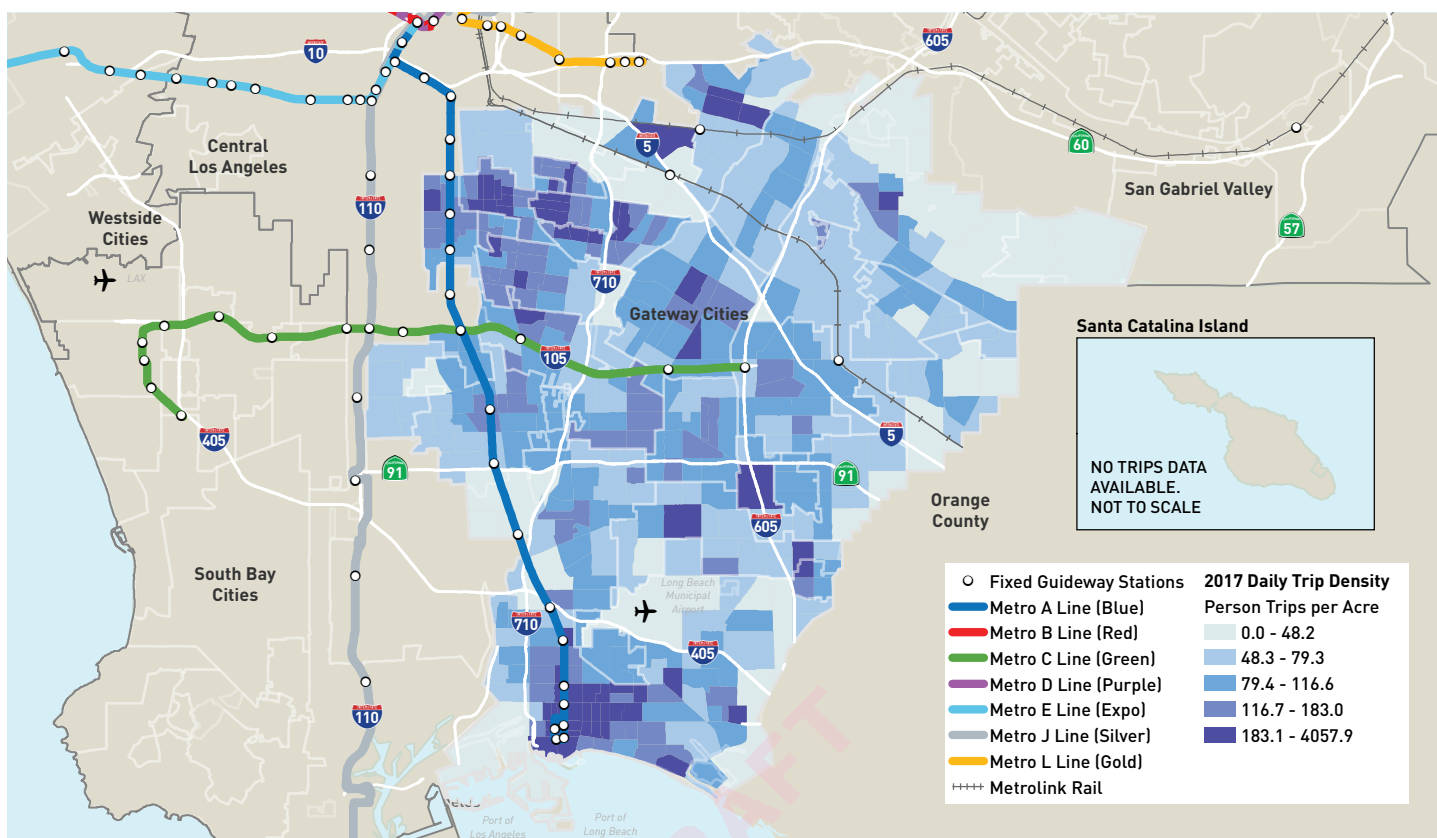 10
605
60
5
Central
Los Angeles
San Gabriel Valley
Westside
Cities
110
57
LAX
710
Gateway Cities
Santa Catalina Island
105
405
5
91
91
NO TRIPS DATA
AVAILABLE.
NOT TO SCALE
Orange
County
605
South Bay
Cities
Long Beach
Municipal
Airport
710
405
110
Fixed Guideway Stations
Metro A Line (Blue)
Metro B Line (Red)
Metro C Line (Green)
Metro D Line (Purple)
Metro E Line (Expo)
Metro J Line (Silver)
Metro L Line (Gold)
Metrolink Rail
2017 Daily Trip Density
Person Trips per Acre
0.0 - 48.2
48.3 - 79.3
79.4 - 116.6
116.7 - 183.0
183.1 - 4057.9
Port of
Los Angeles
Port of
Long Beach